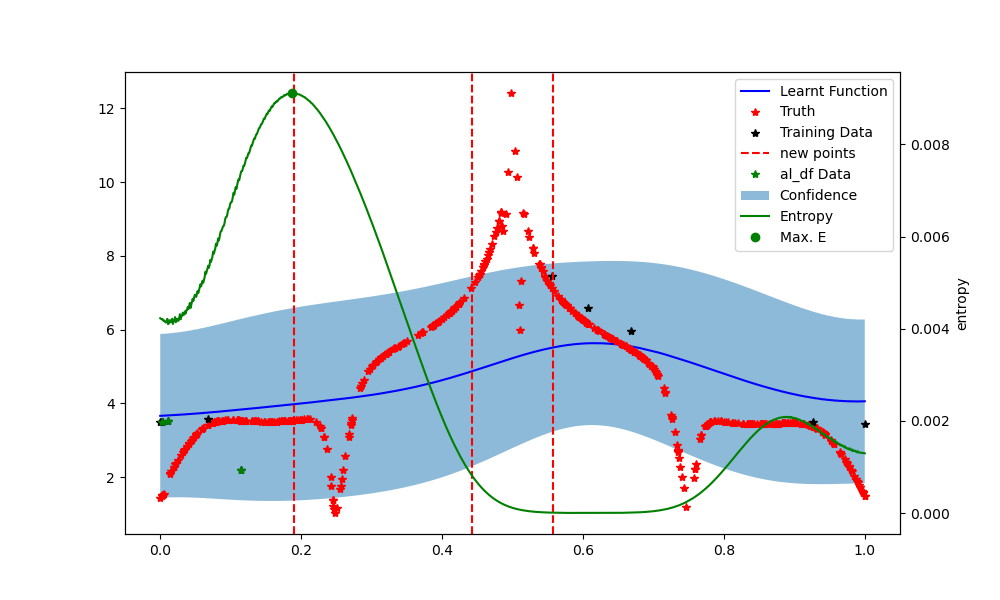 12
10
8
6
4
2
0.0
0.2
0.4
0.6
0.8
1.0
0.008
0.006
0.004
0.002
0.000
entropy
Learnt Function
Truth
Training Data
new points
al_df Data
Confidence
Entropy
Max. E